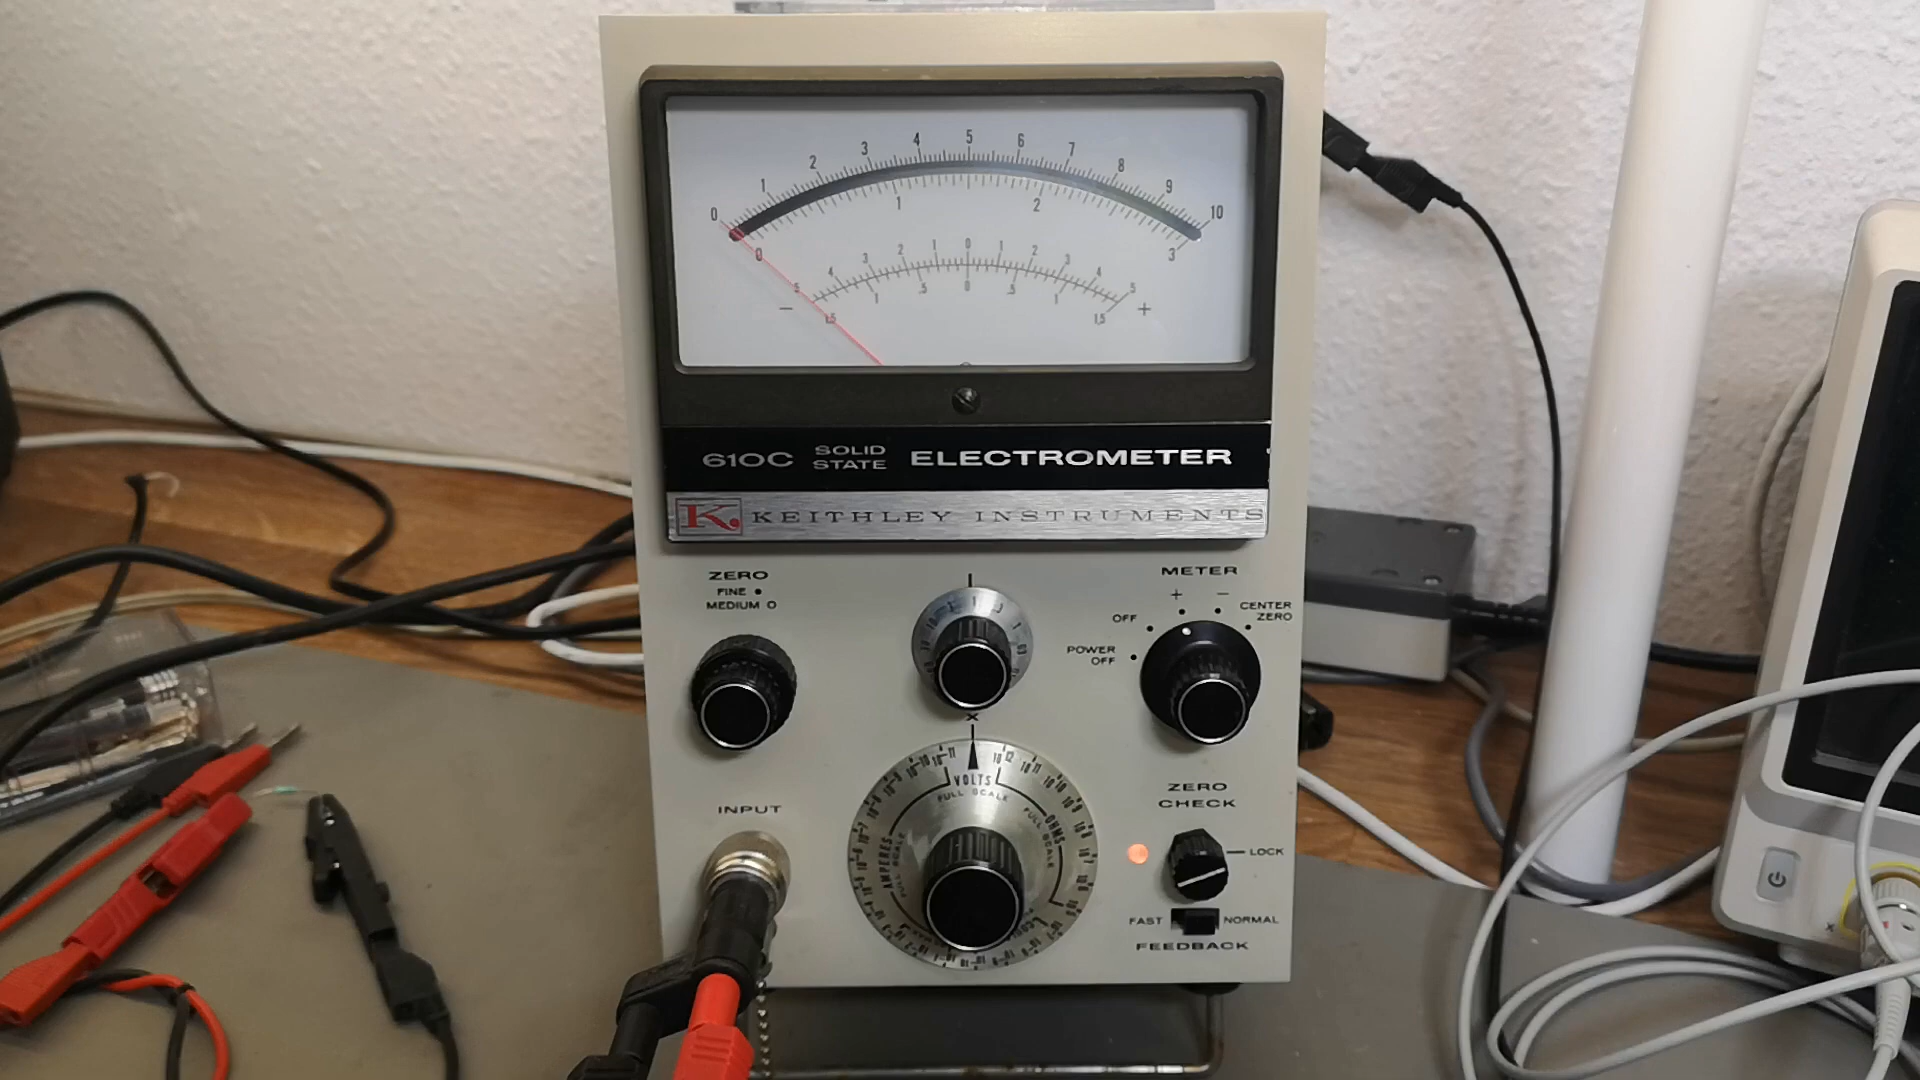 0 1 2 3 4 5 6 7 8 9 10
0 1 2 3
5 4 3 2 1 0 1 2 3 4 5
1,5 1 ,5 0 ,5 1 1,5
− +
610C SOLID STATE ELECTROMETER
K. KEITHLEY INSTRUMENTS
ZERO
FINE
MEDIUM
METER
+ −
OFF
CENTER ZERO
POWER OFF
X
VOLTS
FULL SCALE
OHMS
FULL SCALE
AMPERES
FULL SCALE
INPUT
ZERO CHECK
LOCK
FAST NORMAL
FEEDBACK